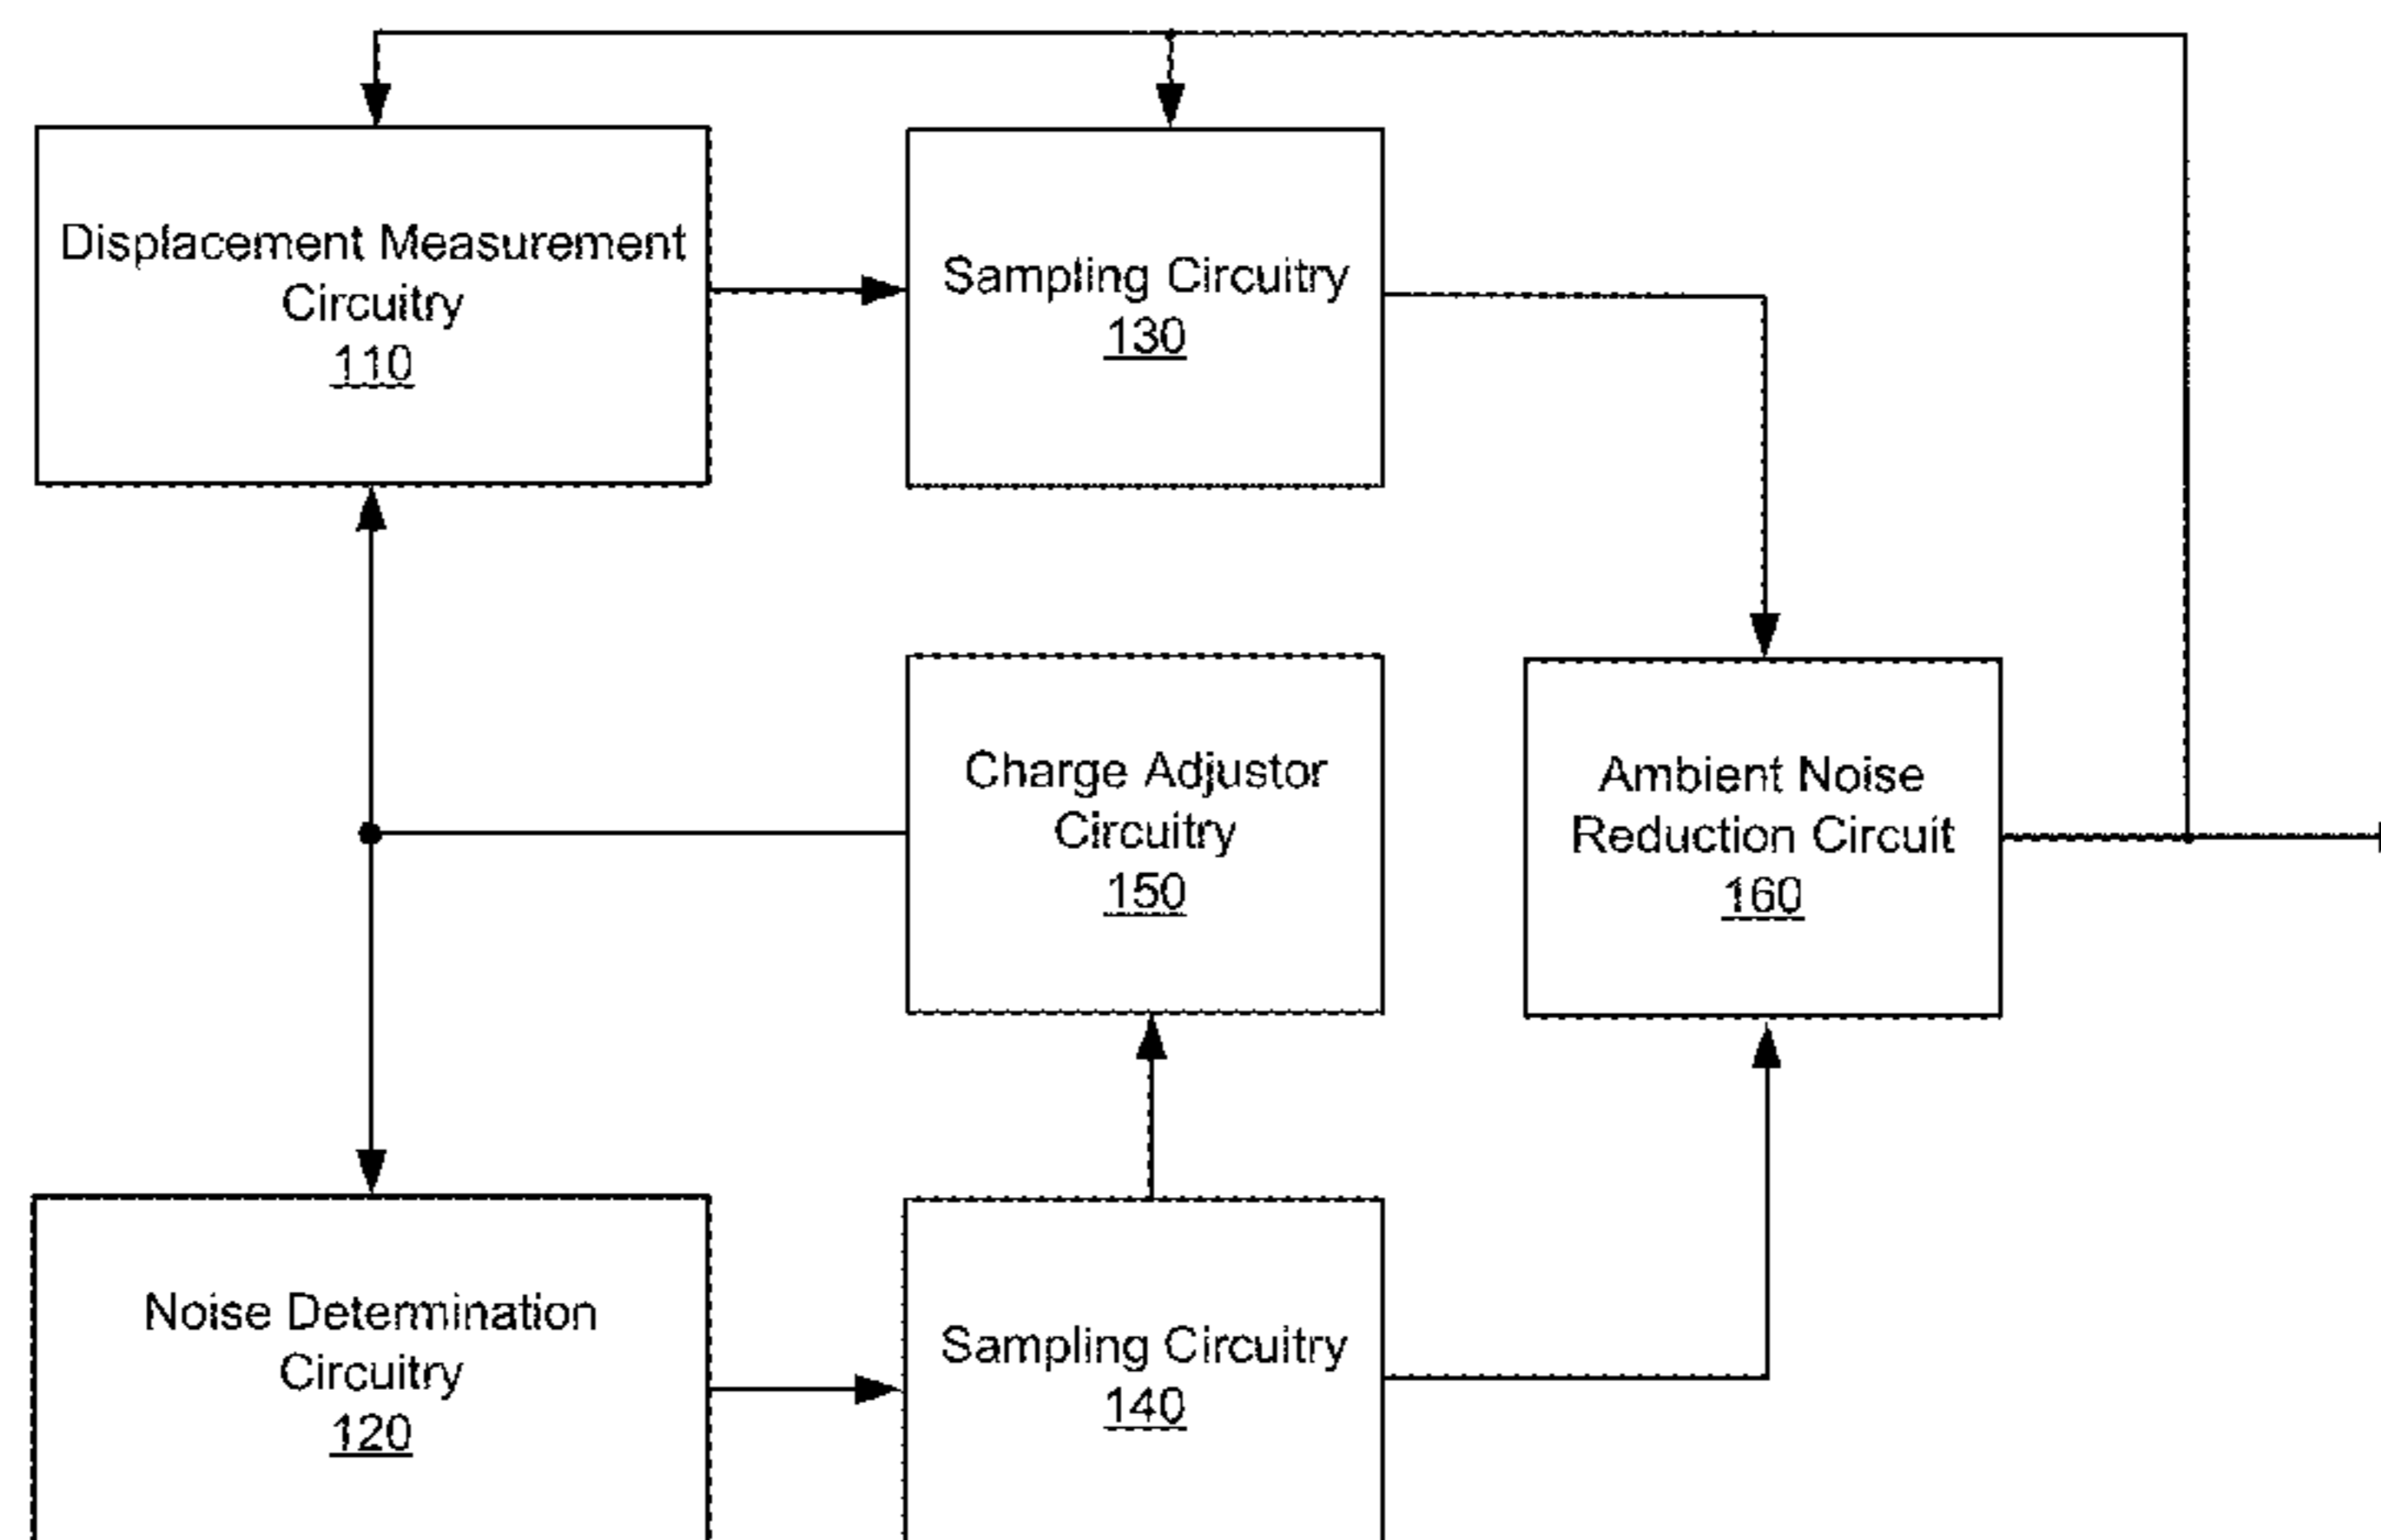 Displacement Measurement
Circuitry
110
Sampling Circuitry
130
Charge Adjustor
Circuitry
150
Ambient Noise
Reduction Circuit
160
Noise Determination
Circuitry
120
Sampling Circuitry
140